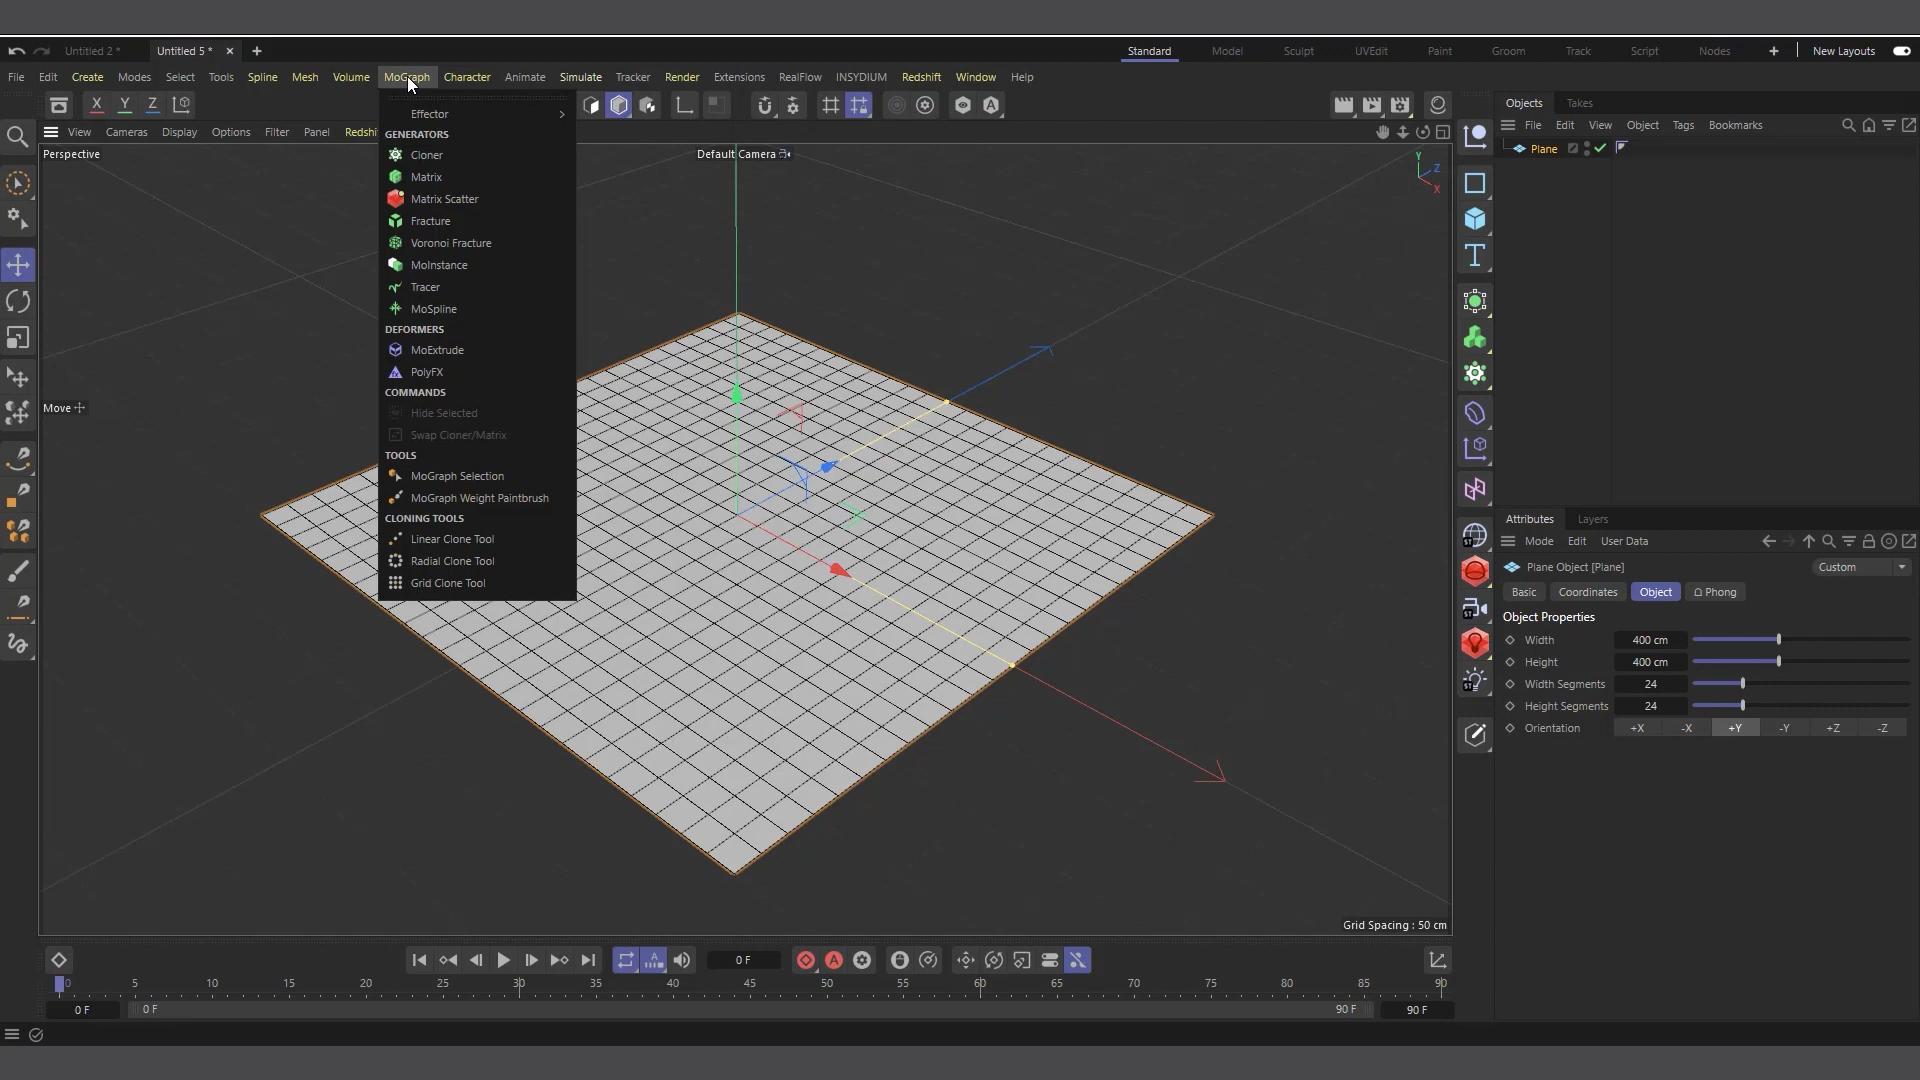 Untitled 2 *
Untitled 5 *
Standard Model Sculpt UVEdit Paint Groom Track Script Nodes New Layouts
File Edit Create Modes Select Tools Spline Mesh Volume MoGraph Character Animate Simulate Tracker Render Extensions RealFlow INSYDIUM Redshift Window Help
X Y Z
View Cameras Display Options Filter Panel Redshi
Perspective
Default Camera
Y
Z
X
Move
Effector
GENERATORS
Cloner
Matrix
Matrix Scatter
Fracture
Voronoi Fracture
MoInstance
Tracer
MoSpline
DEFORMERS
MoExtrude
PolyFX
COMMANDS
Hide Selected
Swap Cloner/Matrix
TOOLS
MoGraph Selection
MoGraph Weight Paintbrush
CLONING TOOLS
Linear Clone Tool
Radial Clone Tool
Grid Clone Tool
Grid Spacing : 50 cm
Objects Takes
File Edit View Object Tags Bookmarks
Plane
Attributes Layers
Mode Edit User Data
Plane Object [Plane]
Custom
Basic Coordinates Object Phong
Object Properties
Width 400 cm
Height 400 cm
Width Segments 24
Height Segments 24
Orientation +X -X +Y -Y +Z -Z
0 F
0 5 10 15 20 25 30 35 40 45 50 55 60 65 70 75 80 85 90
0 F 0 F 90 F 90 F